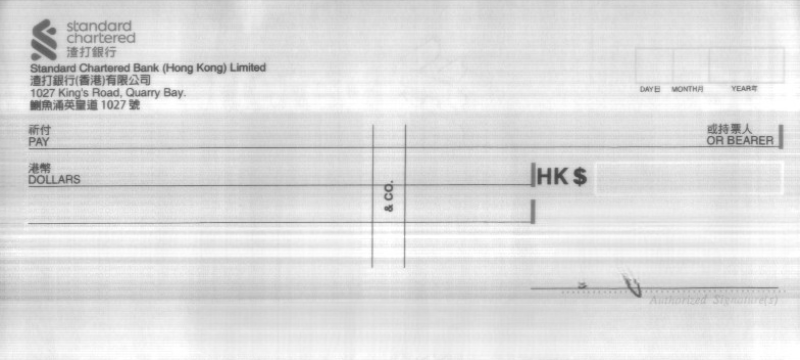 standard
chartered
渣打銀行
Standard Chartered Bank (Hong Kong) Limited
渣打銀行(香港)有限公司
1027 King's Road, Quarry Bay.
鰂魚涌英皇道 1027 號
DAY日 MONTH月 YEAR年
祈付
PAY
或持票人
OR BEARER
港幣
DOLLARS
HK $
& CO.
Authorized Signature(s)